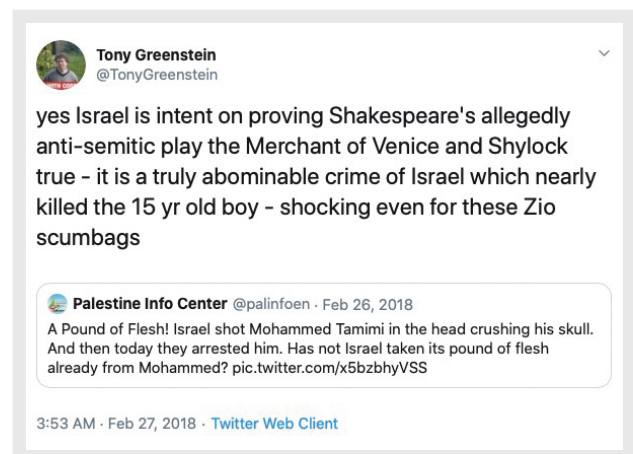 Tony Greenstein
@TonyGreenstein
yes Israel is intent on proving Shakespeare's allegedly
anti-semitic play the Merchant of Venice and Shylock
true - it is a truly abominable crime of Israel which nearly
killed the 15 yr old boy - shocking even for these Zio
scumbags
Palestine Info Center @palinfoen · Feb 26, 2018
A Pound of Flesh! Israel shot Mohammed Tamimi in the head crushing his skull.
And then today they arrested him. Has not Israel taken its pound of flesh
already from Mohammed? pic.twitter.com/x5bzbhyVSS
3:53 AM · Feb 27, 2018 · Twitter Web Client